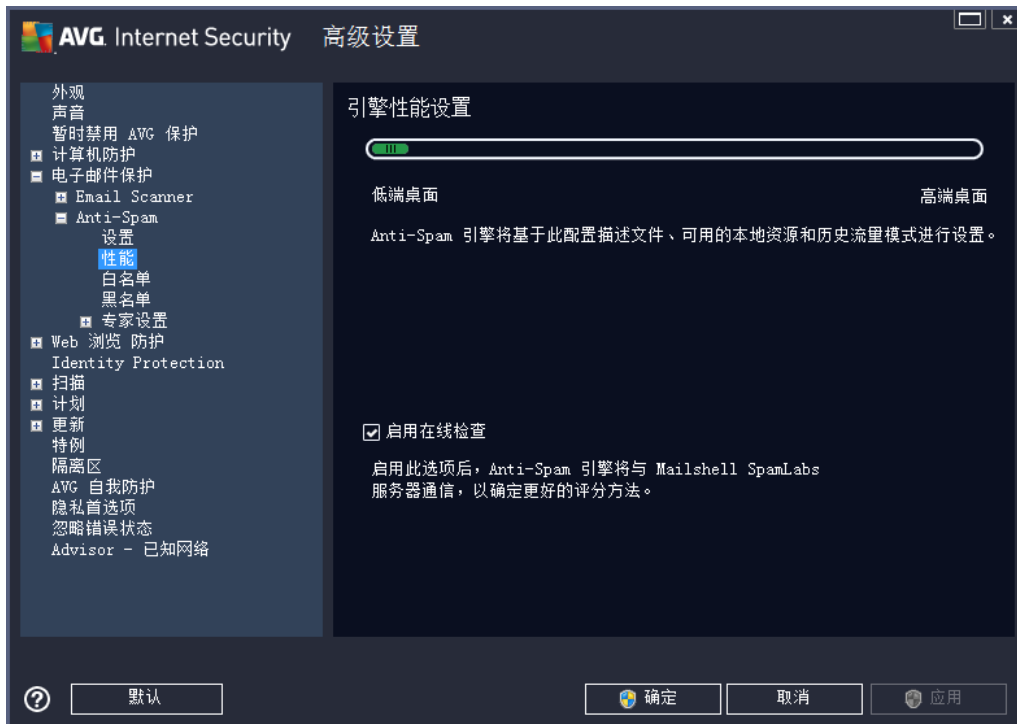 AVG. Internet Security 高级设置
外观
声音
暂时禁用 AVG 保护
计算机防护
电子邮件保护
Email Scanner
Anti-Spam
设置
性能
白名单
黑名单
专家设置
Web 浏览 防护
Identity Protection
扫描
计划
更新
特例
隔离区
AVG 自我防护
隐私首选项
忽略错误状态
Advisor - 已知网络
引擎性能设置
低端桌面 高端桌面
Anti-Spam 引擎将基于此配置描述文件、可用的本地资源和历史流量模式进行设置。
启用在线检查
启用此选项后,Anti-Spam 引擎将与 Mailshell SpamLabs
服务器通信,以确定更好的评分方法。
默认 确定 取消 应用